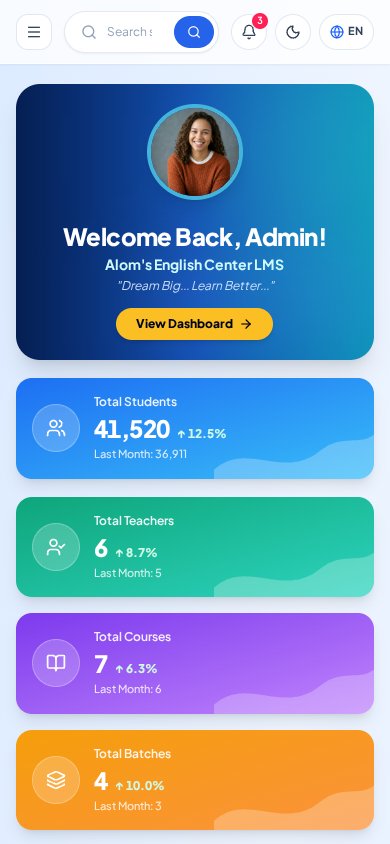 Search s
3
EN
Welcome Back, Admin!
Alom's English Center LMS
"Dream Big... Learn Better..."
View Dashboard →
Total Students
41,520 ↑ 12.5%
Last Month: 36,911
Total Teachers
6 ↑ 8.7%
Last Month: 5
Total Courses
7 ↑ 6.3%
Last Month: 6
Total Batches
4 ↑ 10.0%
Last Month: 3